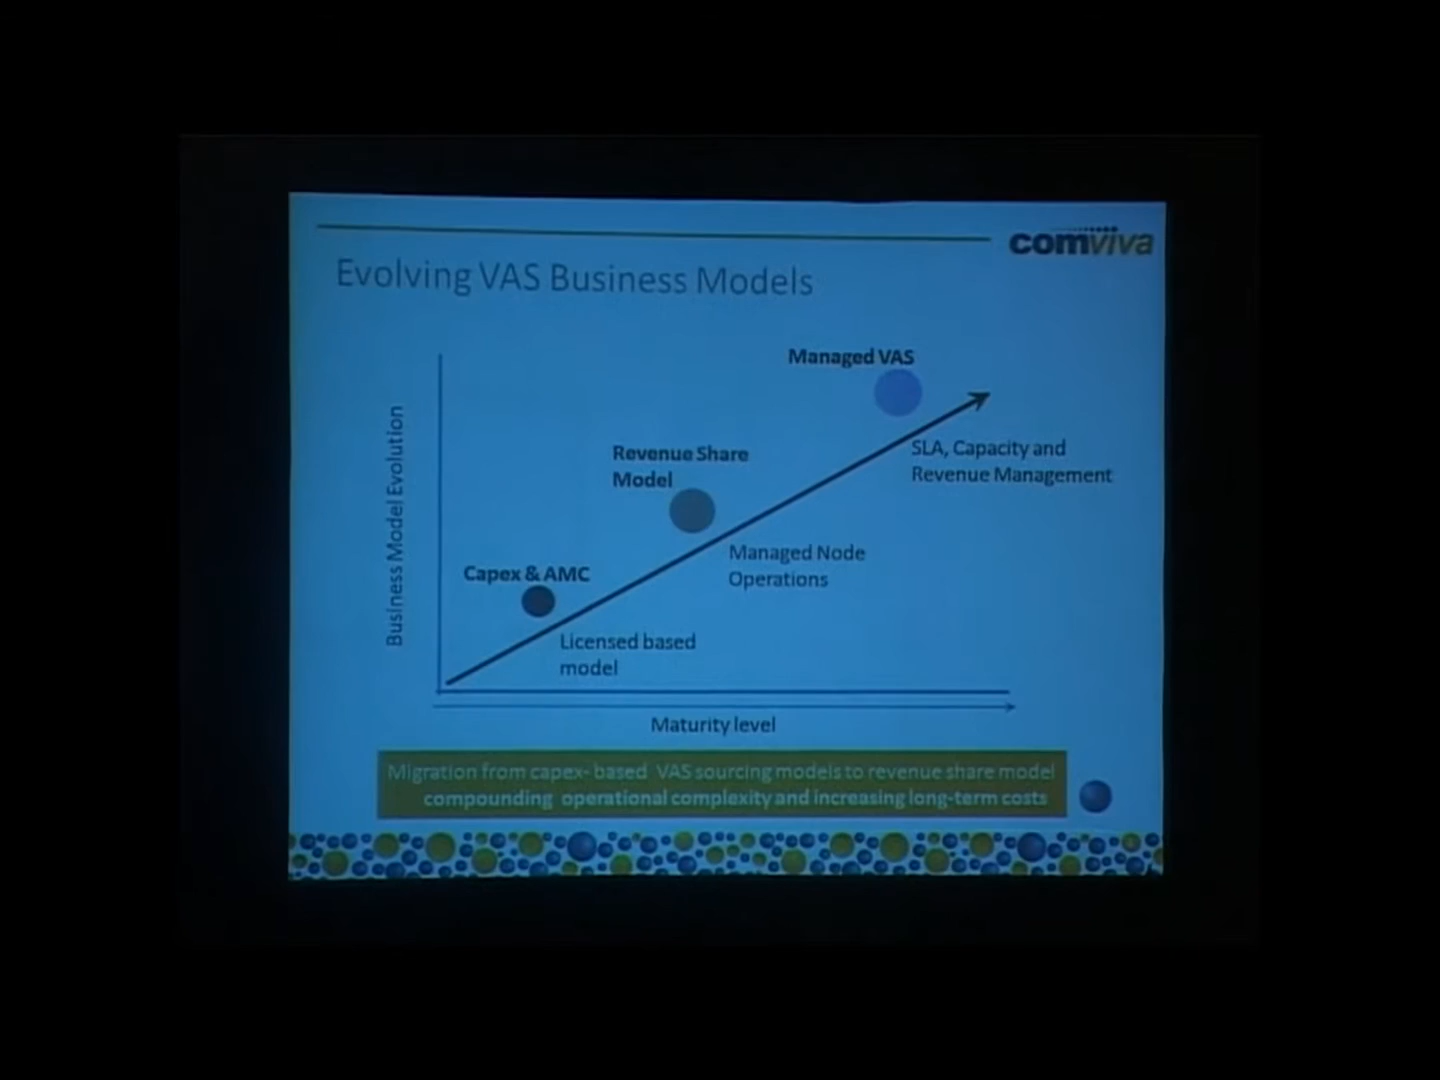 comviva
Evolving VAS Business Models
Managed VAS
SLA, Capacity and
Revenue Management
Revenue Share
Model
Managed Node
Operations
Capex & AMC
Licensed based
model
Business Model Evolution
Maturity level
Migration from capex- based VAS sourcing models to revenue share model
compounding operational complexity and increasing long-term costs